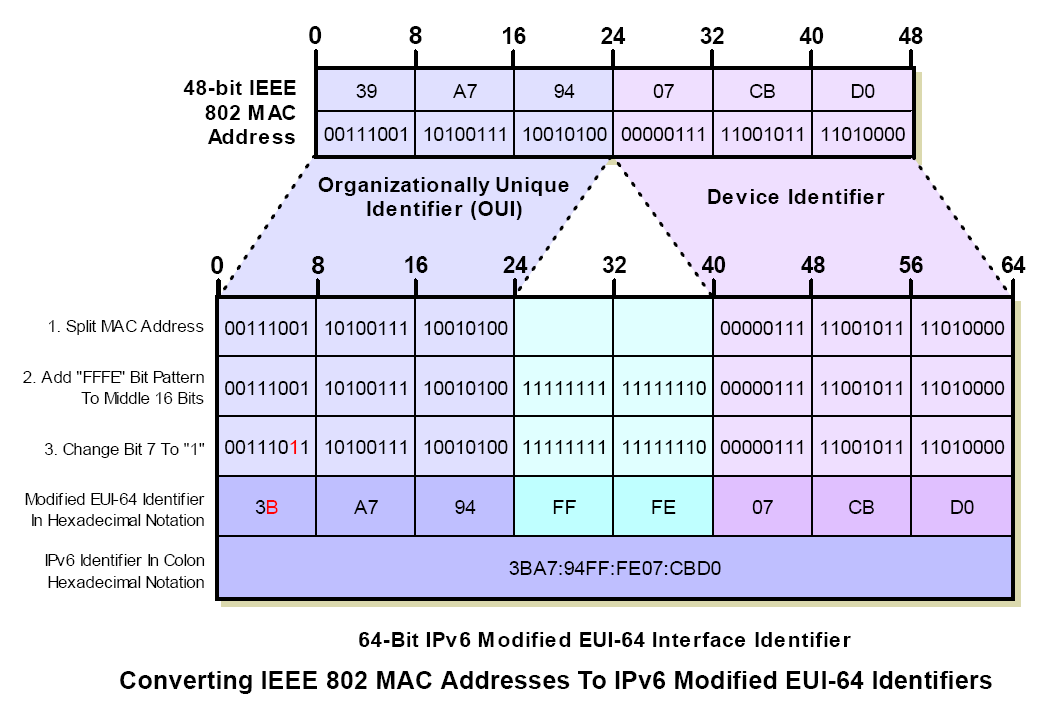 0 8 16 24 32 40 48
48-bit IEEE
802 MAC
Address
39 A7 94 07 CB D0
00111001 10100111 10010100 00000111 11001011 11010000
Organizationally Unique
Identifier (OUI)
Device Identifier
0 8 16 24 32 40 48 56 64
1. Split MAC Address
00111001 10100111 10010100 00000111 11001011 11010000
2. Add "FFFE" Bit Pattern
To Middle 16 Bits
00111001 10100111 10010100 11111111 11111110 00000111 11001011 11010000
3. Change Bit 7 To "1"
00111011 10100111 10010100 11111111 11111110 00000111 11001011 11010000
Modified EUI-64 Identifier
In Hexadecimal Notation
3B A7 94 FF FE 07 CB D0
IPv6 Identifier In Colon
Hexadecimal Notation
3BA7:94FF:FE07:CBD0
64-Bit IPv6 Modified EUI-64 Interface Identifier
Converting IEEE 802 MAC Addresses To IPv6 Modified EUI-64 Identifiers